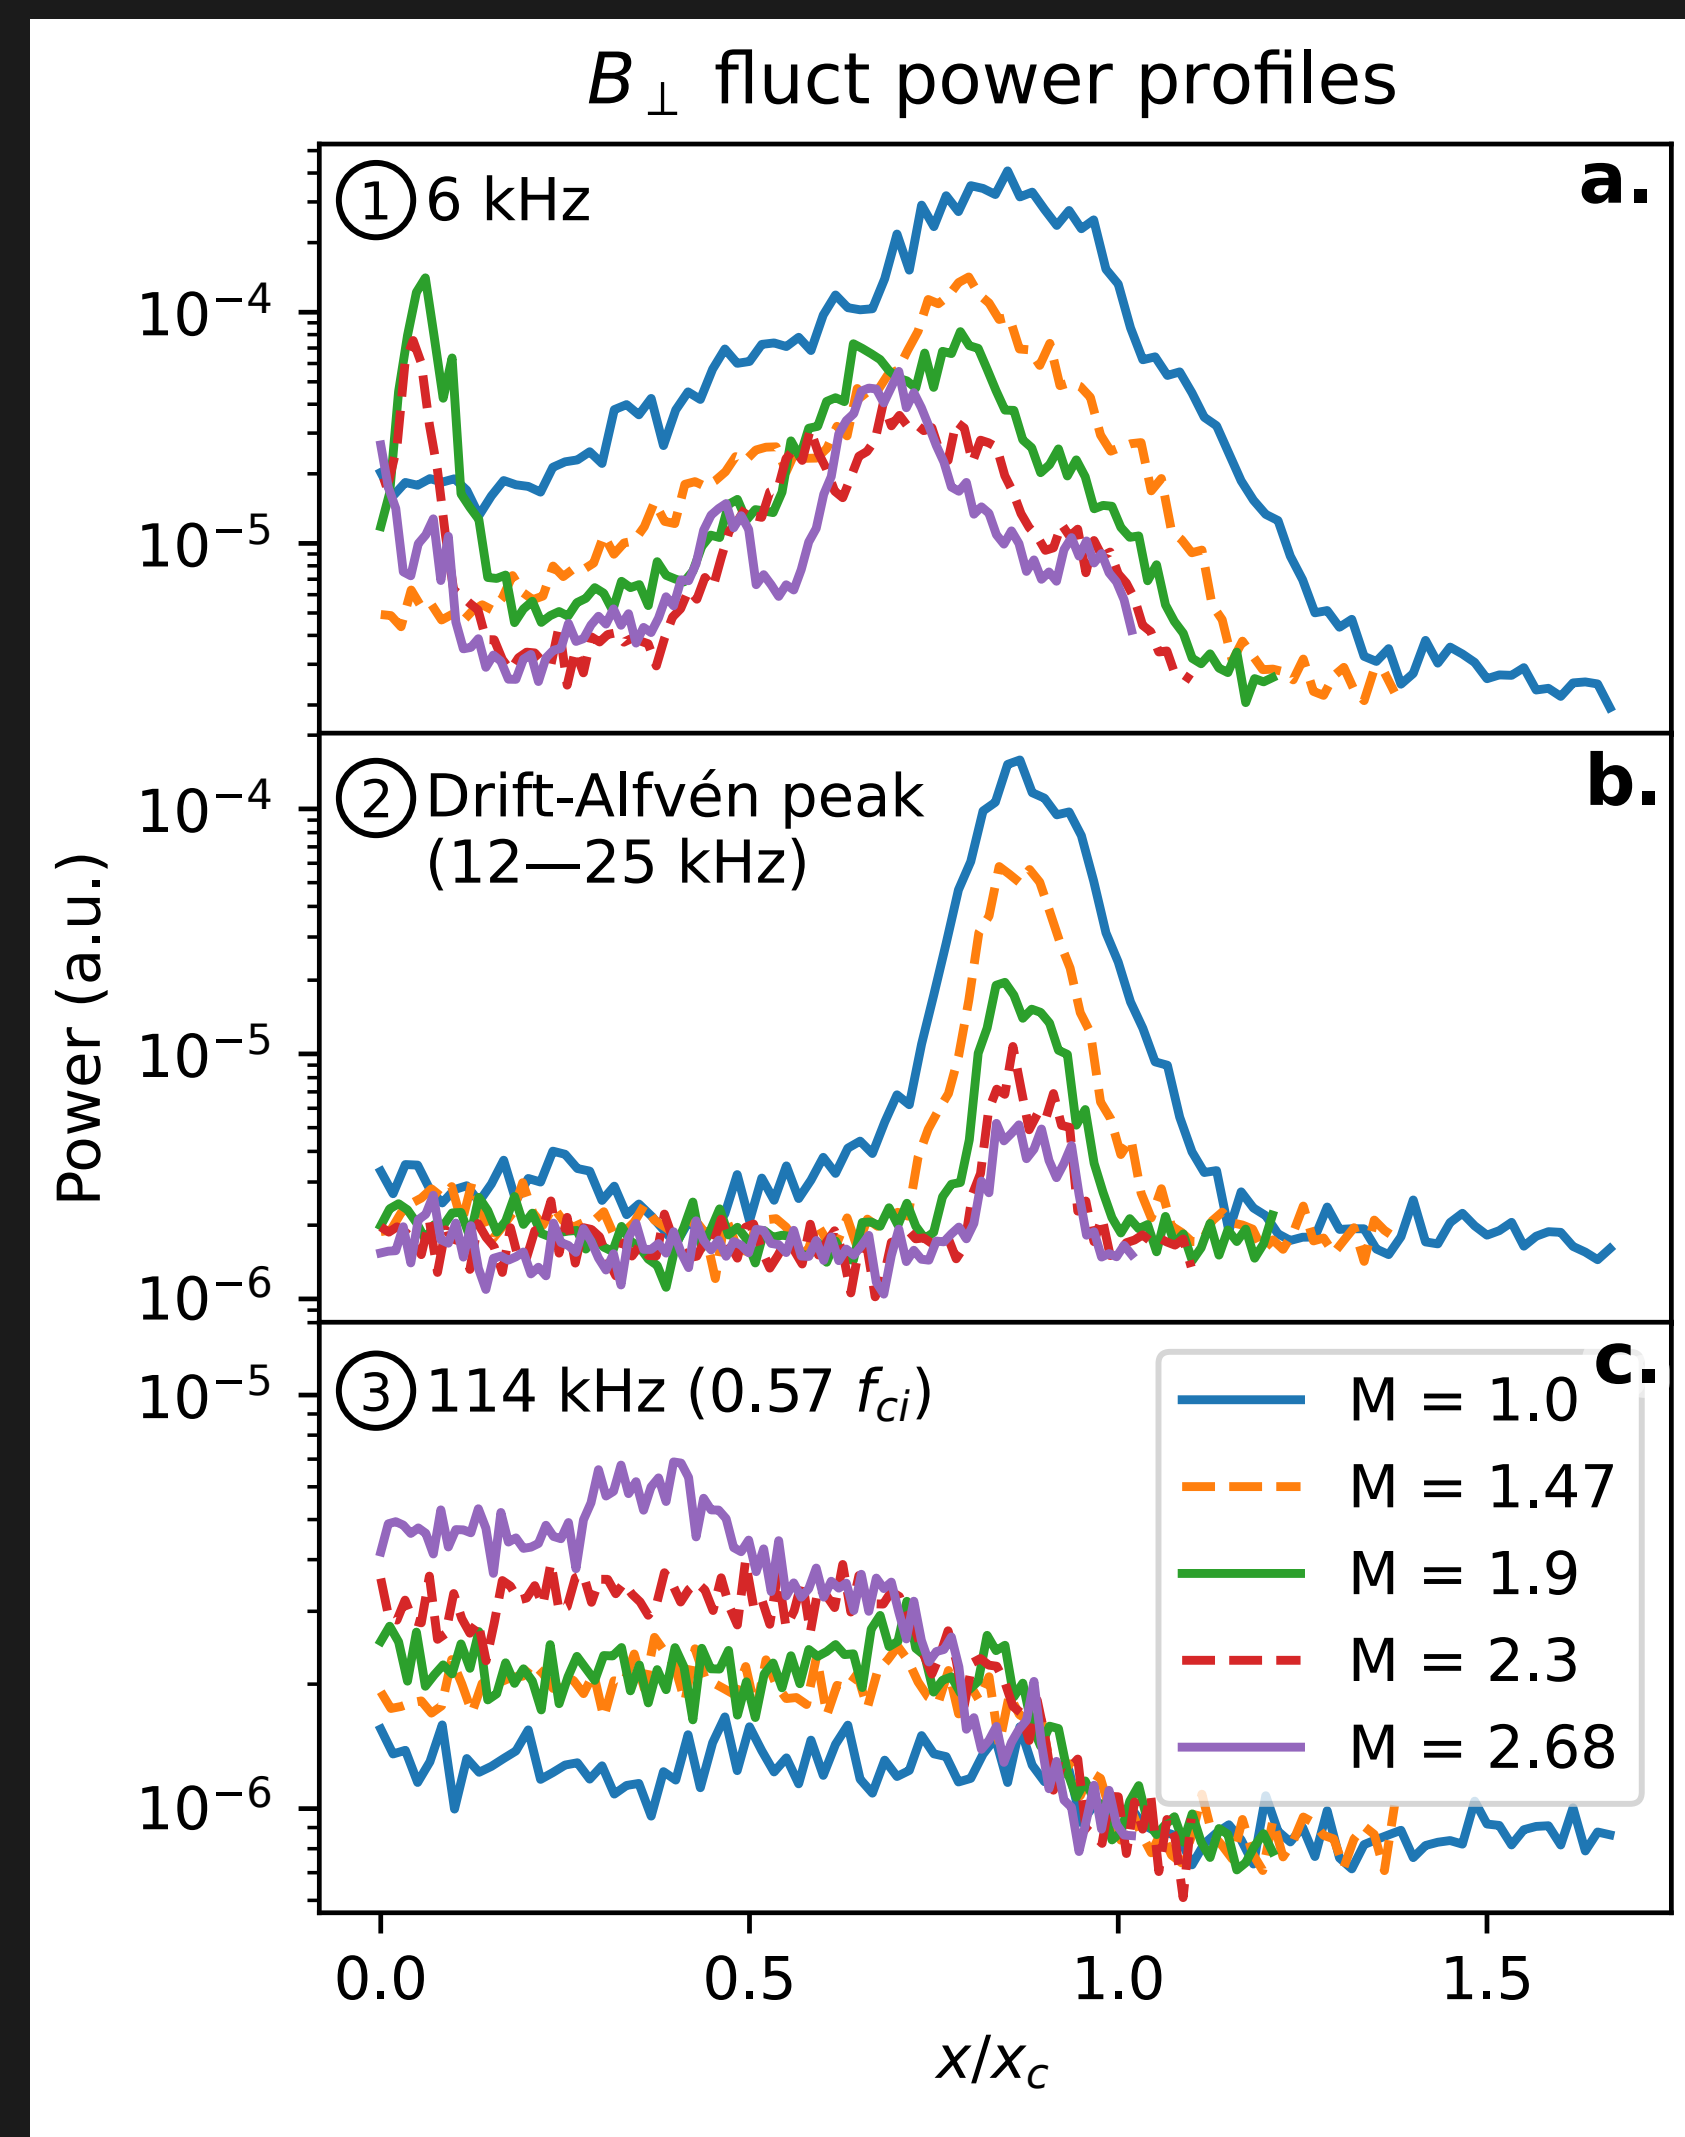 B⊥ fluct power profiles
① 6 kHz
a.
10⁻⁴
10⁻⁵
② Drift-Alfvén peak
(12—25 kHz)
b.
10⁻⁴
10⁻⁵
10⁻⁶
Power (a.u.)
③ 114 kHz (0.57 f_ci)
c.
10⁻⁵
10⁻⁶
M = 1.0
M = 1.47
M = 1.9
M = 2.3
M = 2.68
0.0 0.5 1.0 1.5
x/x_c